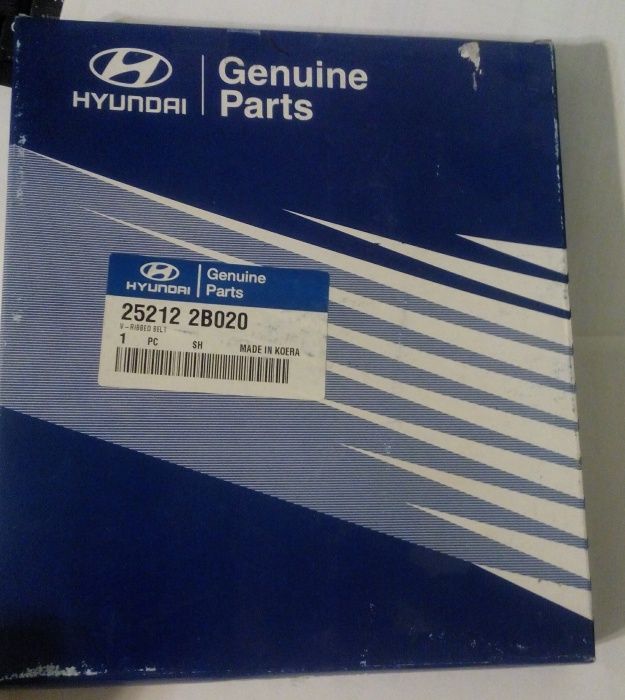 HYUNDAI
Genuine
Parts
HYUNDAI
Genuine
Parts
25212 2B020
V-RIBBED BELT
1 PC SH MADE IN KOERA